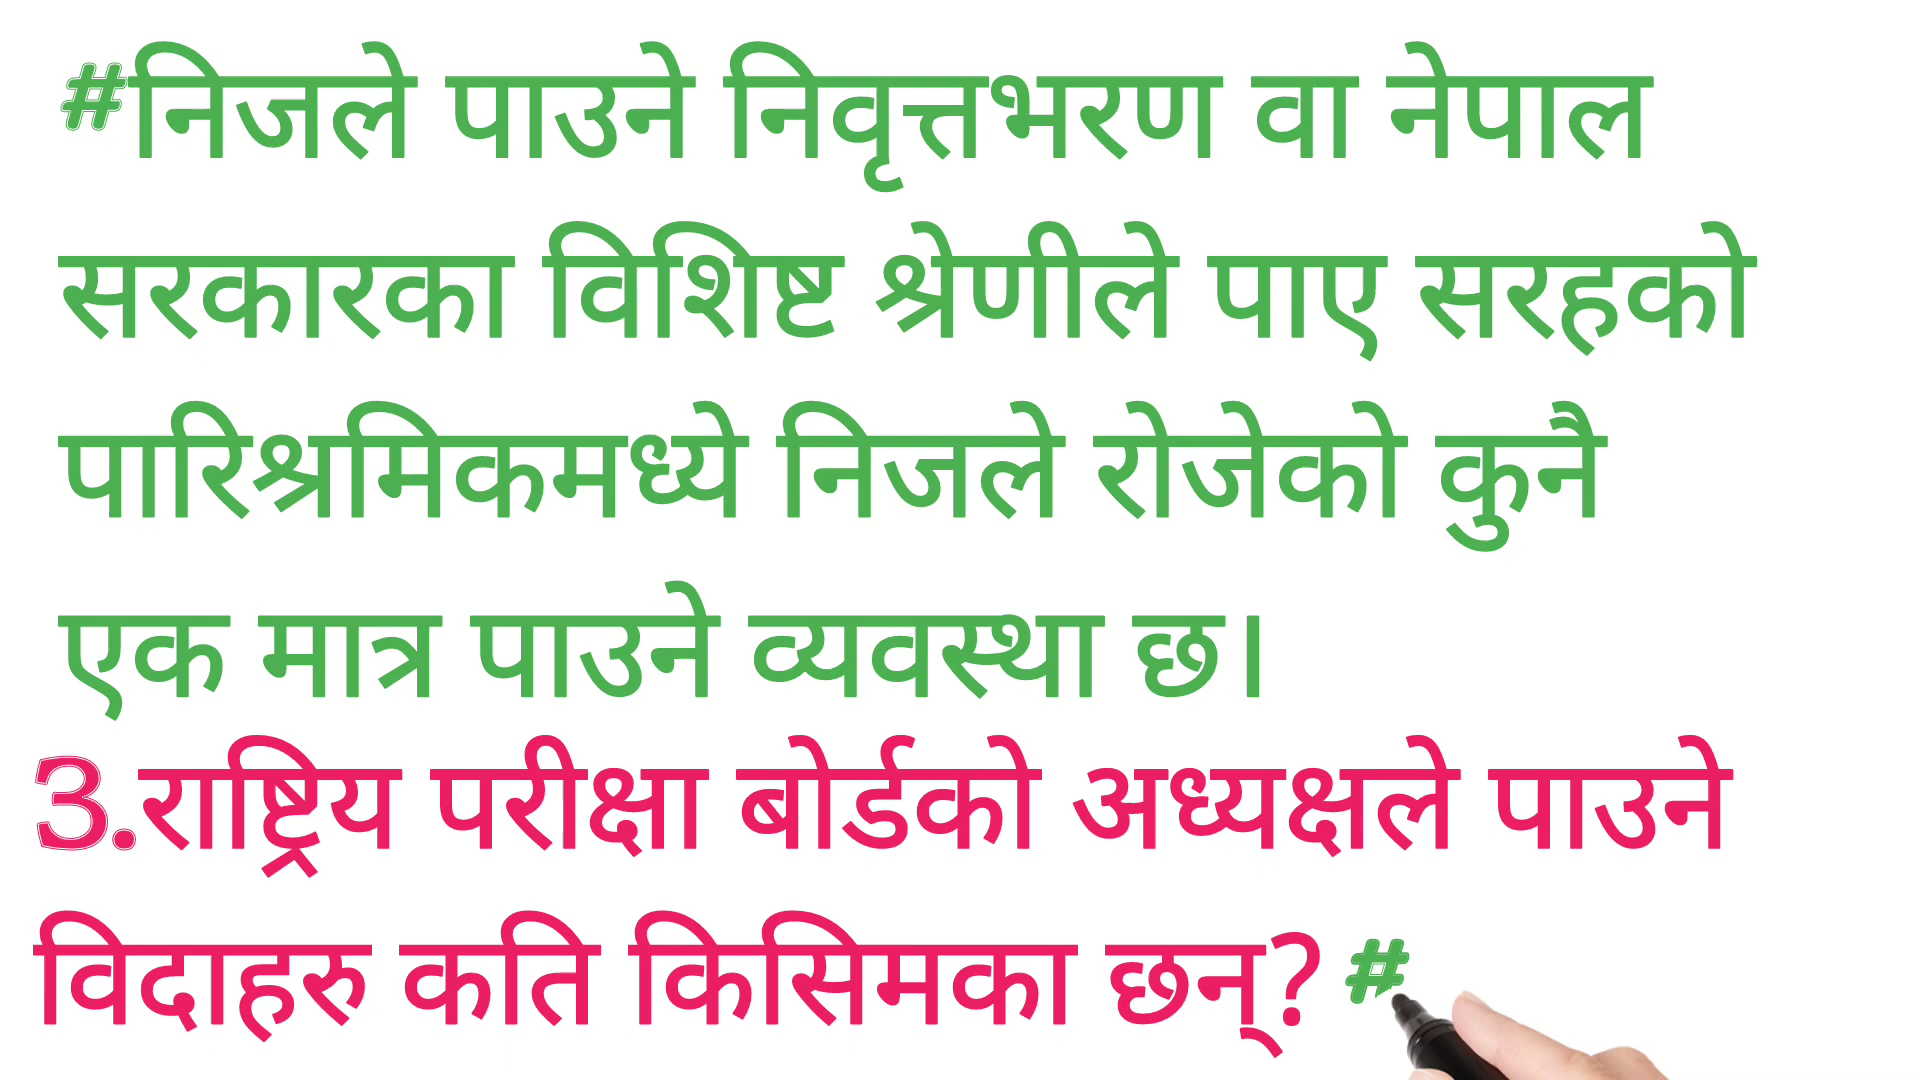 #निजले पाउने निवृत्तभरण वा नेपाल
सरकारका विशिष्ट श्रेणीले पाए सरहको
पारिश्रमिकमध्ये निजले रोजेको कुनै
एक मात्र पाउने व्यवस्था छ।
3.राष्ट्रिय परीक्षा बोर्डको अध्यक्षले पाउने
विदाहरु कति किसिमका छन्? #